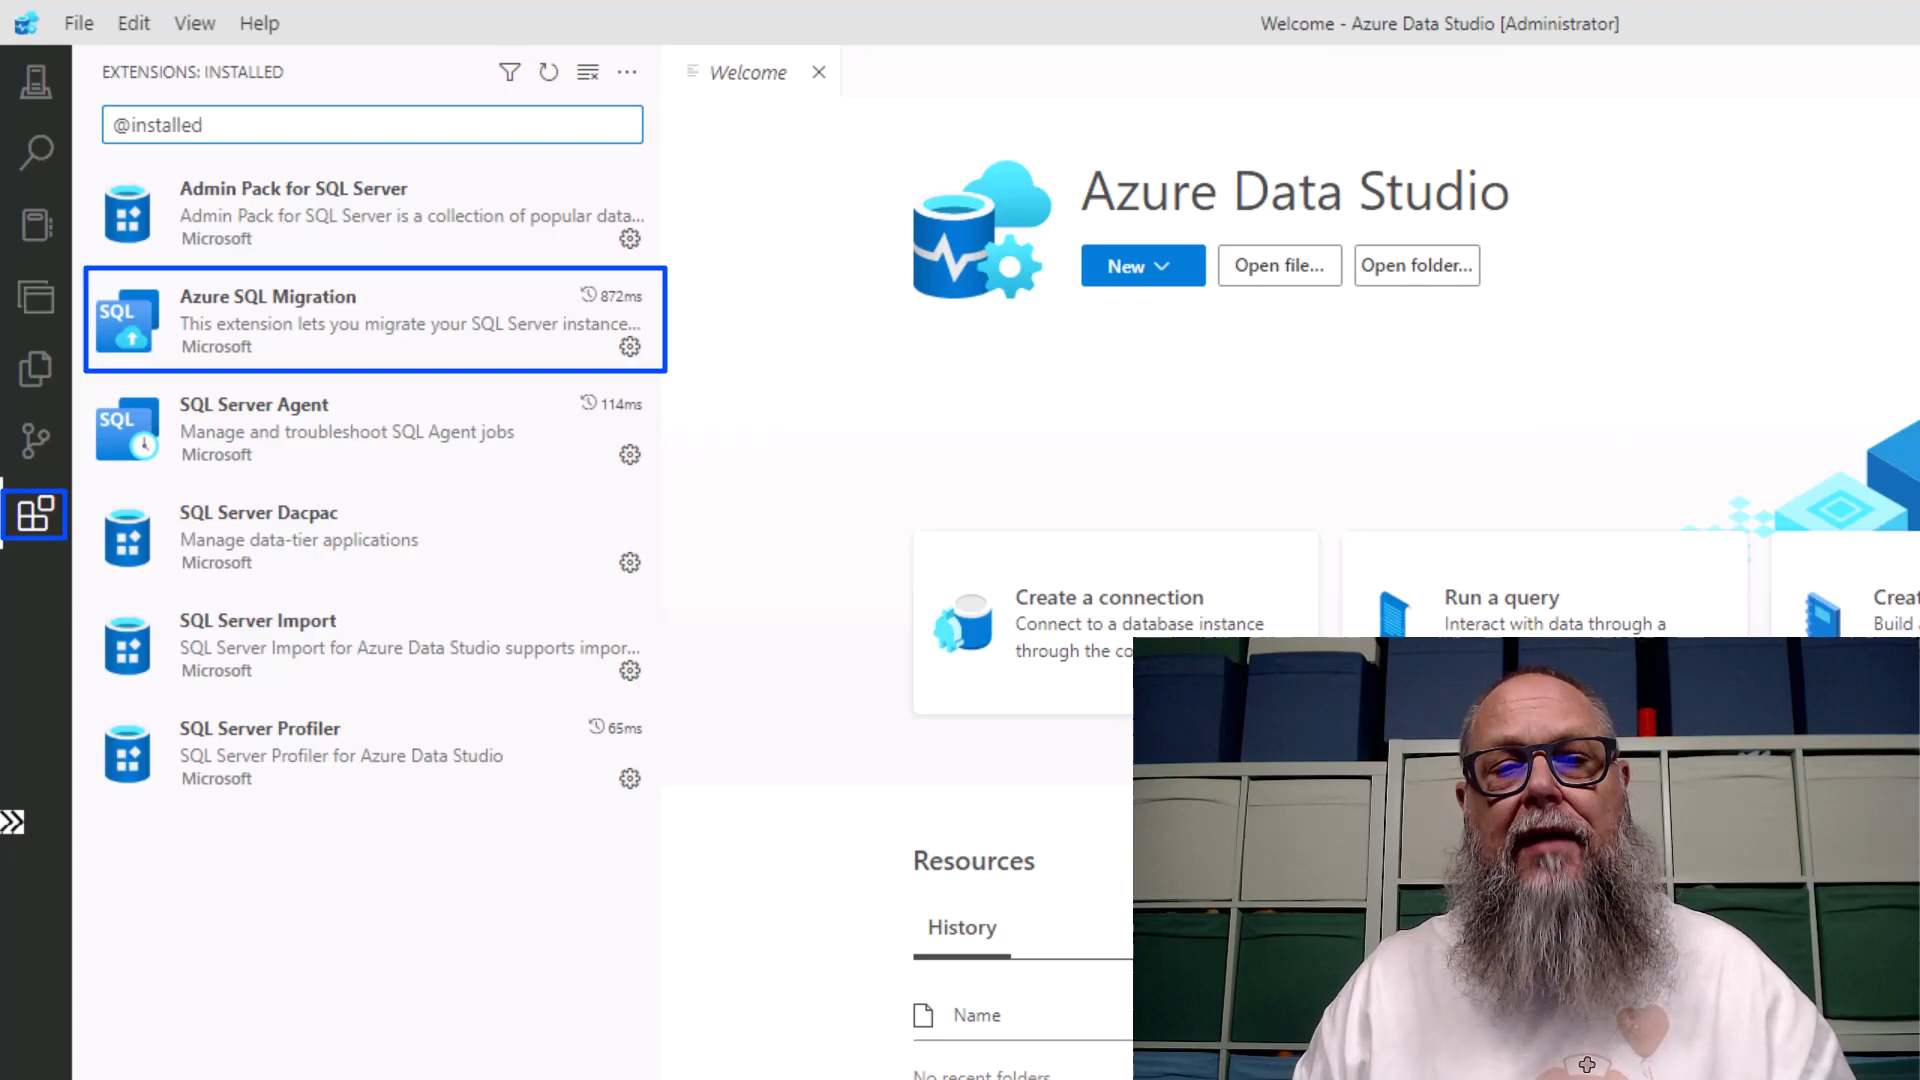 File Edit View Help
Welcome - Azure Data Studio [Administrator]
EXTENSIONS: INSTALLED
@installed
Admin Pack for SQL Server
Admin Pack for SQL Server is a collection of popular data...
Microsoft
SQL
Azure SQL Migration
872ms
This extension lets you migrate your SQL Server instance...
Microsoft
SQL
SQL Server Agent
114ms
Manage and troubleshoot SQL Agent jobs
Microsoft
SQL Server Dacpac
Manage data-tier applications
Microsoft
SQL Server Import
SQL Server Import for Azure Data Studio supports impor...
Microsoft
SQL Server Profiler
65ms
SQL Server Profiler for Azure Data Studio
Microsoft
Welcome
Azure Data Studio
New
Open file...
Open folder...
Create a connection
Connect to a database instance
through the co
Run a query
Interact with data through a
Creat
Build
Resources
History
Name
No recent folders